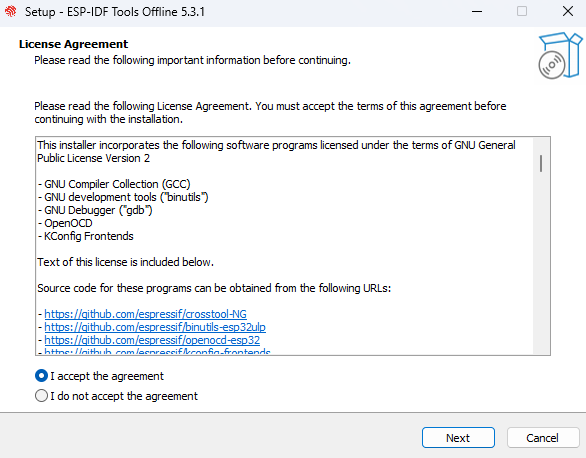 Setup - ESP-IDF Tools Offline 5.3.1
License Agreement
Please read the following important information before continuing.
Please read the following License Agreement. You must accept the terms of this agreement before
continuing with the installation.
This installer incorporates the following software programs licensed under the terms of GNU General
Public License Version 2
- GNU Compiler Collection (GCC)
- GNU development tools ("binutils")
- GNU Debugger ("gdb")
- OpenOCD
- KConfig Frontends
Text of this license is included below.
Source code for these programs can be obtained from the following URLs:
- https://github.com/espressif/crosstool-NG
- https://github.com/espressif/binutils-esp32ulp
- https://github.com/espressif/openocd-esp32
- https://github.com/espressif/kconfig-frontends
I accept the agreement
I do not accept the agreement
Next
Cancel